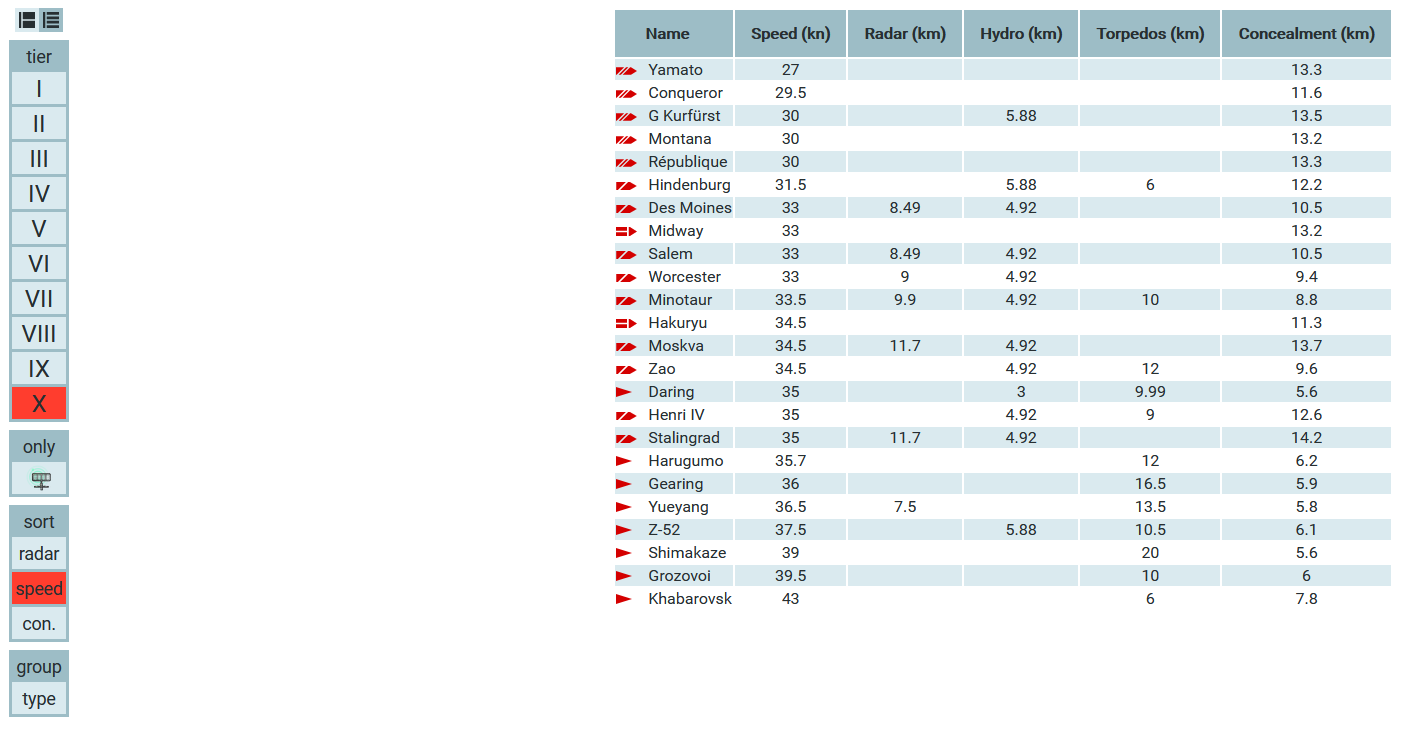 tier
I
II
III
IV
V
VI
VII
VIII
IX
X
only
sort
radar
speed
con.
group
type
Name Speed (kn) Radar (km) Hydro (km) Torpedos (km) Concealment (km)
Yamato 27 13.3
Conqueror 29.5 11.6
G Kurfürst 30 5.88 13.5
Montana 30 13.2
République 30 13.3
Hindenburg 31.5 5.88 6 12.2
Des Moines 33 8.49 4.92 10.5
Midway 33 13.2
Salem 33 8.49 4.92 10.5
Worcester 33 9 4.92 9.4
Minotaur 33.5 9.9 4.92 10 8.8
Hakuryu 34.5 11.3
Moskva 34.5 11.7 4.92 13.7
Zao 34.5 4.92 12 9.6
Daring 35 3 9.99 5.6
Henri IV 35 4.92 9 12.6
Stalingrad 35 11.7 4.92 14.2
Harugumo 35.7 12 6.2
Gearing 36 16.5 5.9
Yueyang 36.5 7.5 13.5 5.8
Z-52 37.5 5.88 10.5 6.1
Shimakaze 39 20 5.6
Grozovoi 39.5 10 6
Khabarovsk 43 6 7.8